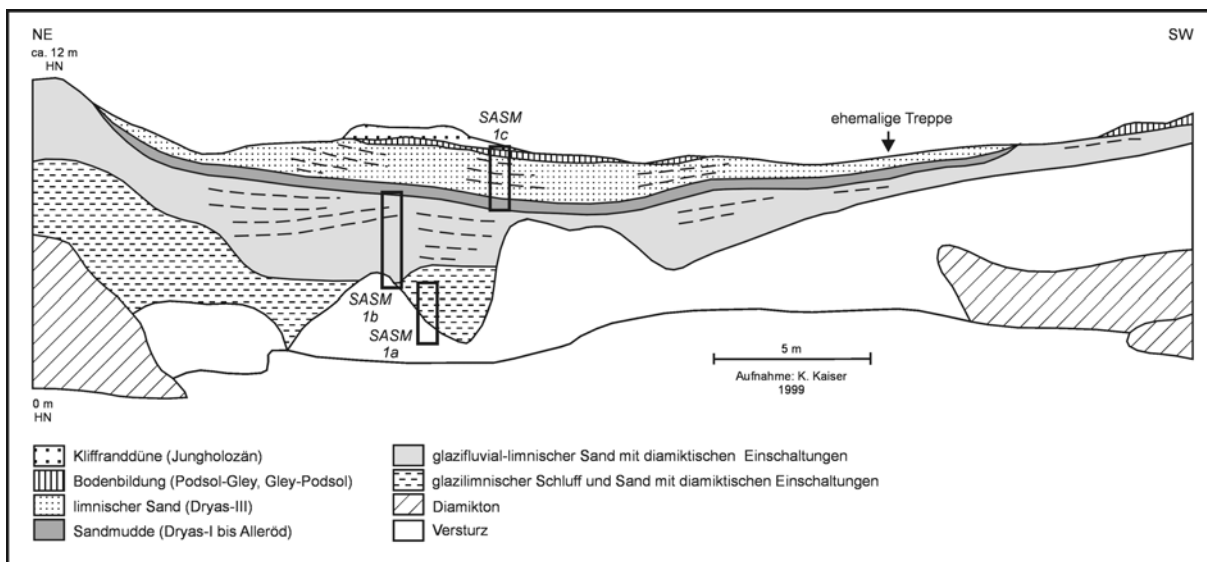 NE
ca. 12 m
HN
SW
SASM
1c
ehemalige Treppe
SASM
1b
SASM
1a
5 m
Aufnahme: K. Kaiser
1999
0 m
HN
Kliffranddüne (Jungholozän)
Bodenbildung (Podsol-Gley, Gley-Podsol)
limnischer Sand (Dryas-III)
Sandmudde (Dryas-I bis Alleröd)
glazifluvial-limnischer Sand mit diamiktischen Einschaltungen
glazilimnischer Schluff und Sand mit diamiktischen Einschaltungen
Diamikton
Versturz